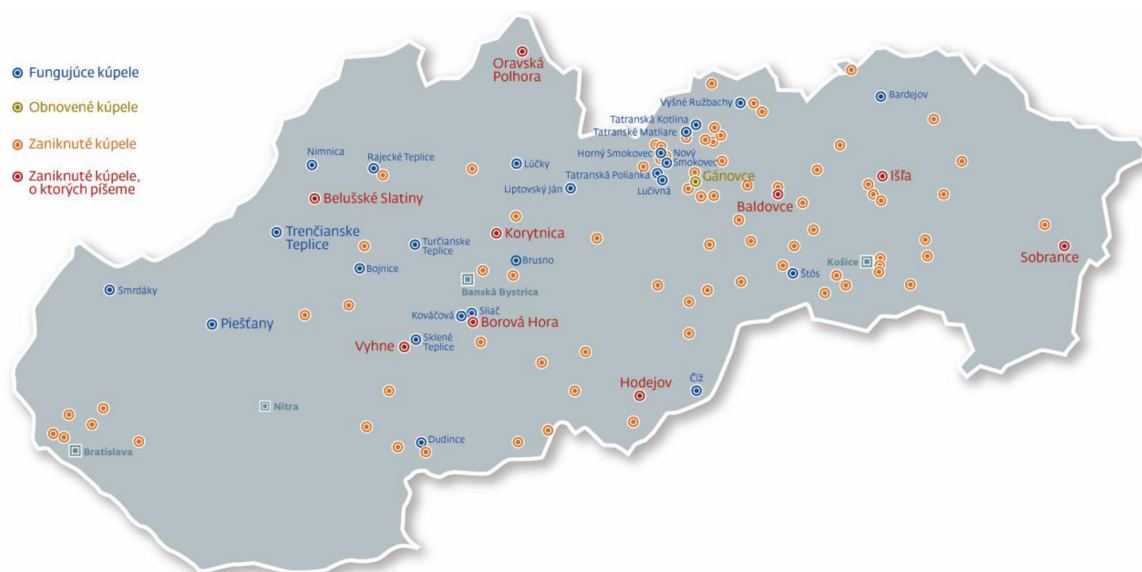 Fungujúce kúpele
Obnovené kúpele
Zaniknuté kúpele
Zaniknuté kúpele,
o ktorých píšeme
Oravská
Polhora
Vyšné Ružbachy
Bardejov
Tatranská Kotlina
Tatranské Matliare
Nimnica
Rajecké Teplice
Lúčky
Horný Smokovec
Nový
Smokovec
Tatranská Polianka
Gánovce
Lučivná
Liptovský Ján
Išľa
Baldovce
Belušské Slatiny
Trenčianske
Teplice
Korytnica
Turčianske
Teplice
Sobrance
Brusno
Bojnice
Košice
Štós
Banská Bystrica
Smrdáky
Sliač
Kováčová
Borová Hora
Piešťany
Sklené
Teplice
Vyhne
Hodejov
Číž
Nitra
Dudince
Bratislava